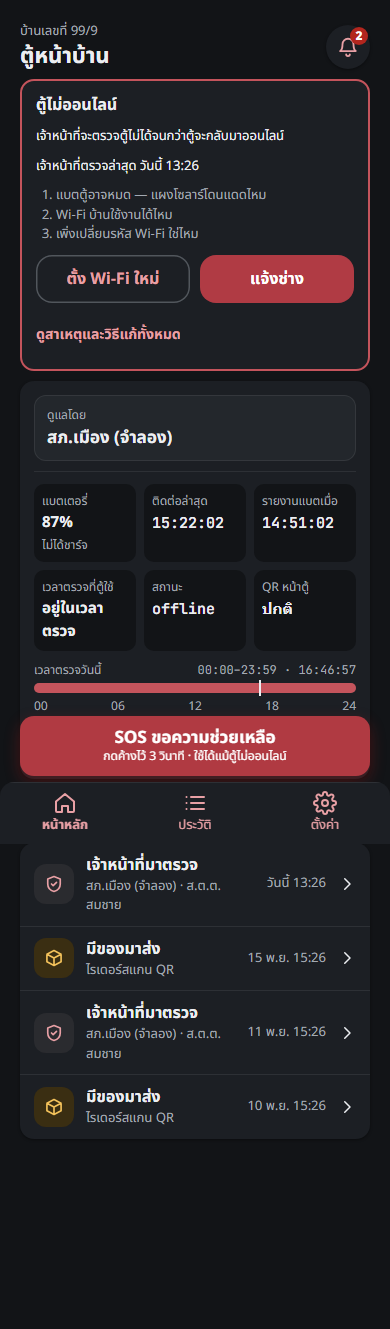 บ้านเลขที่ 99/9
ตู้หน้าบ้าน
2
ตู้ไม่ออนไลน์
เจ้าหน้าที่จะตรวจตู้ไม่ได้จนกว่าตู้จะกลับมาออนไลน์
เจ้าหน้าที่ตรวจล่าสุด วันนี้ 13:26
1. แบตตู้อาจหมด — แผงโซลาร์โดนแดดไหม
2. Wi-Fi บ้านใช้งานได้ไหม
3. เพิ่งเปลี่ยนรหัส Wi-Fi ใช่ไหม
ตั้ง Wi-Fi ใหม่
แจ้งช่าง
ดูสาเหตุและวิธีแก้ทั้งหมด
ดูแลโดย
สภ.เมือง (จำลอง)
แบตเตอรี่
87%
ไม่ได้ชาร์จ
ติดต่อล่าสุด
15:22:02
รายงานแบตเมื่อ
14:51:02
เวลาตรวจที่ตู้ใช้
อยู่ในเวลา
ตรวจ
สถานะ
offline
QR หน้าตู้
ปกติ
เวลาตรวจวันนี้
00:00–23:59 · 16:46:57
00 06 12 18 24
SOS ขอความช่วยเหลือ
กดค้างไว้ 3 วินาที · ใช้ได้แม้ตู้ไม่ออนไลน์
หน้าหลัก
ประวัติ
ตั้งค่า
เจ้าหน้าที่มาตรวจ
สภ.เมือง (จำลอง) · ส.ต.ต.
สมชาย
วันนี้ 13:26
มีของมาส่ง
ไรเดอร์สแกน QR
15 พ.ย. 15:26
เจ้าหน้าที่มาตรวจ
สภ.เมือง (จำลอง) · ส.ต.ต.
สมชาย
11 พ.ย. 15:26
มีของมาส่ง
ไรเดอร์สแกน QR
10 พ.ย. 15:26